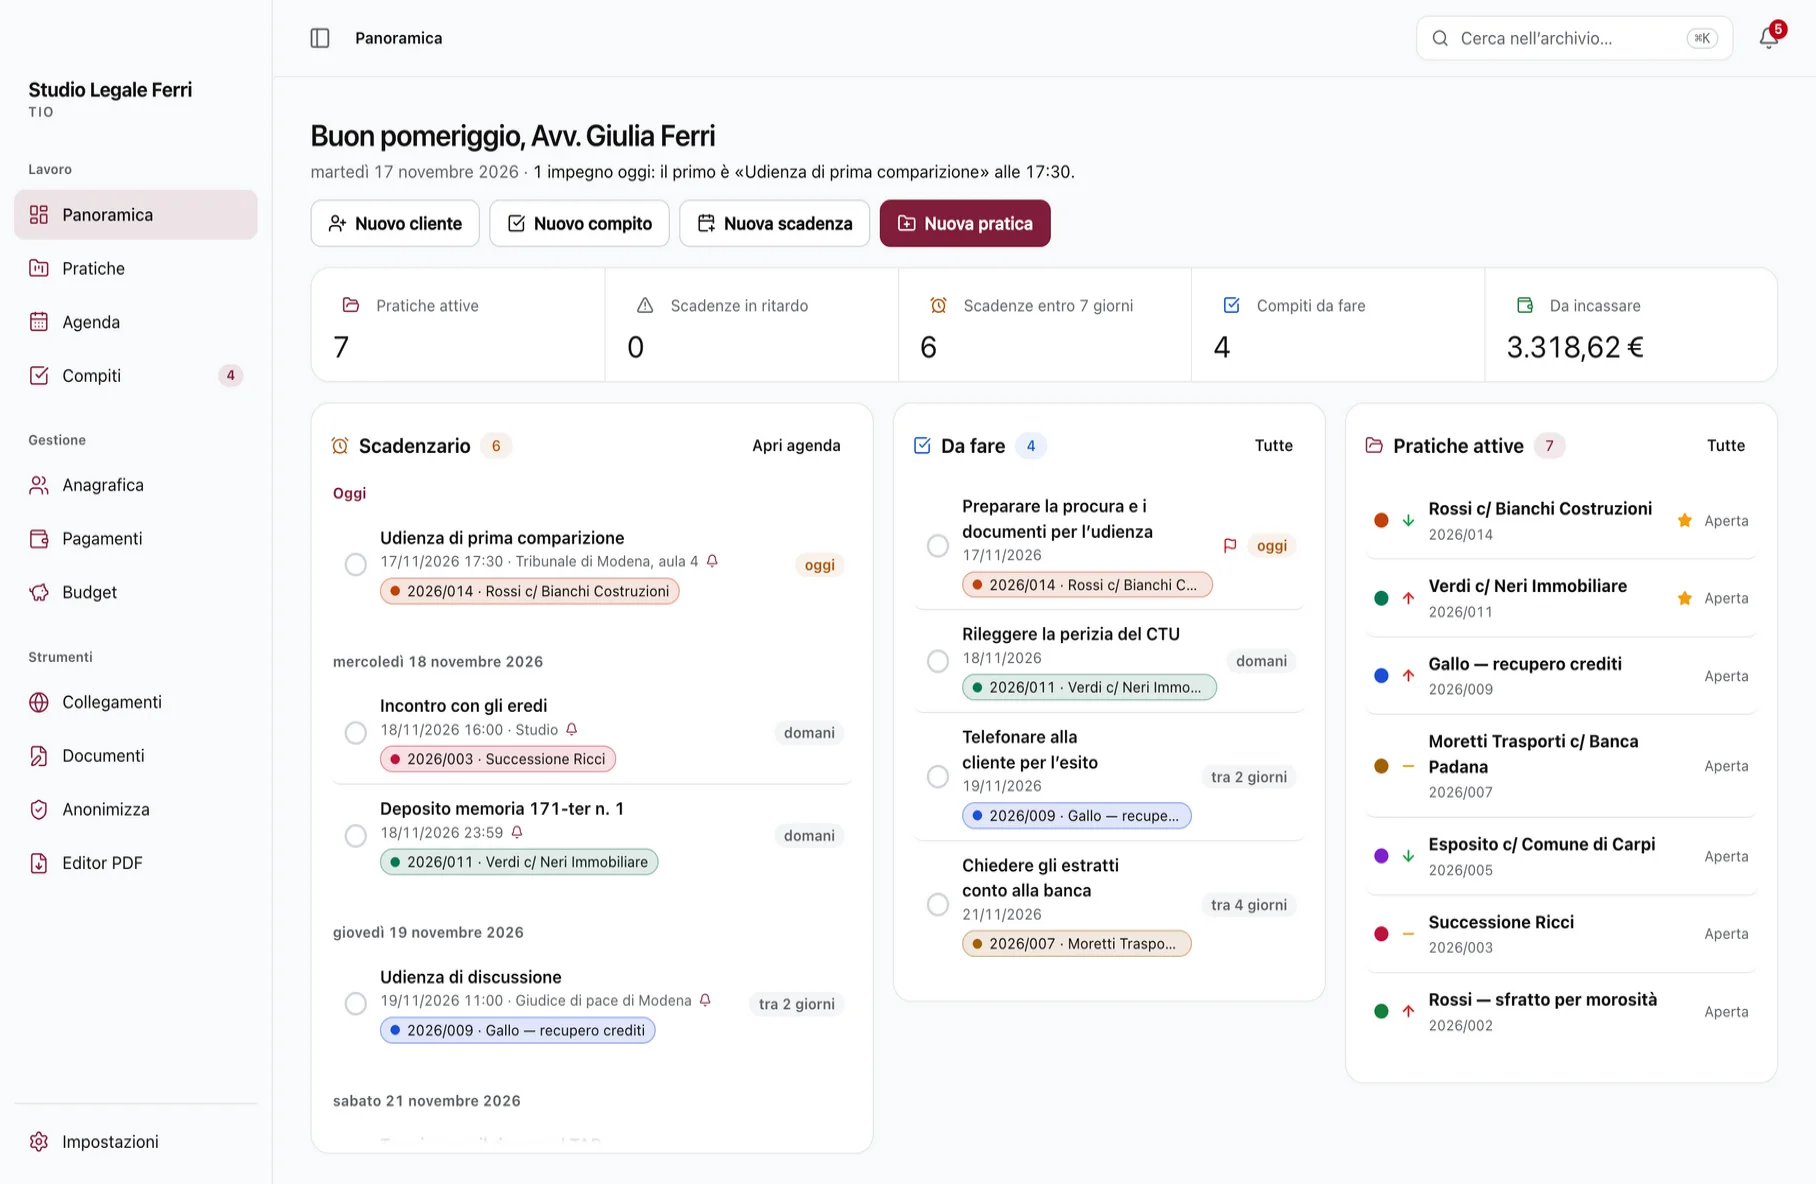 Studio Legale Ferri
TIO
Lavoro
Panoramica
Pratiche
Agenda
Compiti 4
Gestione
Anagrafica
Pagamenti
Budget
Strumenti
Collegamenti
Documenti
Anonimizza
Editor PDF
Impostazioni
Panoramica
Cerca nell’archivio... ⌘K
5
Buon pomeriggio, Avv. Giulia Ferri
martedì 17 novembre 2026 · 1 impegno oggi: il primo è «Udienza di prima comparizione» alle 17:30.
Nuovo cliente Nuovo compito Nuova scadenza Nuova pratica
Pratiche attive
7
Scadenze in ritardo
0
Scadenze entro 7 giorni
6
Compiti da fare
4
Da incassare
3.318,62 €
Scadenzario 6 Apri agenda
Oggi
Udienza di prima comparizione
17/11/2026 17:30 · Tribunale di Modena, aula 4
oggi
2026/014 · Rossi c/ Bianchi Costruzioni
mercoledì 18 novembre 2026
Incontro con gli eredi
18/11/2026 16:00 · Studio
domani
2026/003 · Successione Ricci
Deposito memoria 171-ter n. 1
18/11/2026 23:59
domani
2026/011 · Verdi c/ Neri Immobiliare
giovedì 19 novembre 2026
Udienza di discussione
19/11/2026 11:00 · Giudice di pace di Modena
tra 2 giorni
2026/009 · Gallo — recupero crediti
sabato 21 novembre 2026
Da fare 4 Tutte
Preparare la procura e i
documenti per l’udienza
17/11/2026
oggi
2026/014 · Rossi c/ Bianchi C...
Rileggere la perizia del CTU
18/11/2026
domani
2026/011 · Verdi c/ Neri Immo...
Telefonare alla
cliente per l’esito
19/11/2026
tra 2 giorni
2026/009 · Gallo — recupe...
Chiedere gli estratti
conto alla banca
21/11/2026
tra 4 giorni
2026/007 · Moretti Traspo...
Pratiche attive 7 Tutte
Rossi c/ Bianchi Costruzioni
2026/014
Aperta
Verdi c/ Neri Immobiliare
2026/011
Aperta
Gallo — recupero crediti
2026/009
Aperta
Moretti Trasporti c/ Banca
Padana
2026/007
Aperta
Esposito c/ Comune di Carpi
2026/005
Aperta
Successione Ricci
2026/003
Aperta
Rossi — sfratto per morosità
2026/002
Aperta